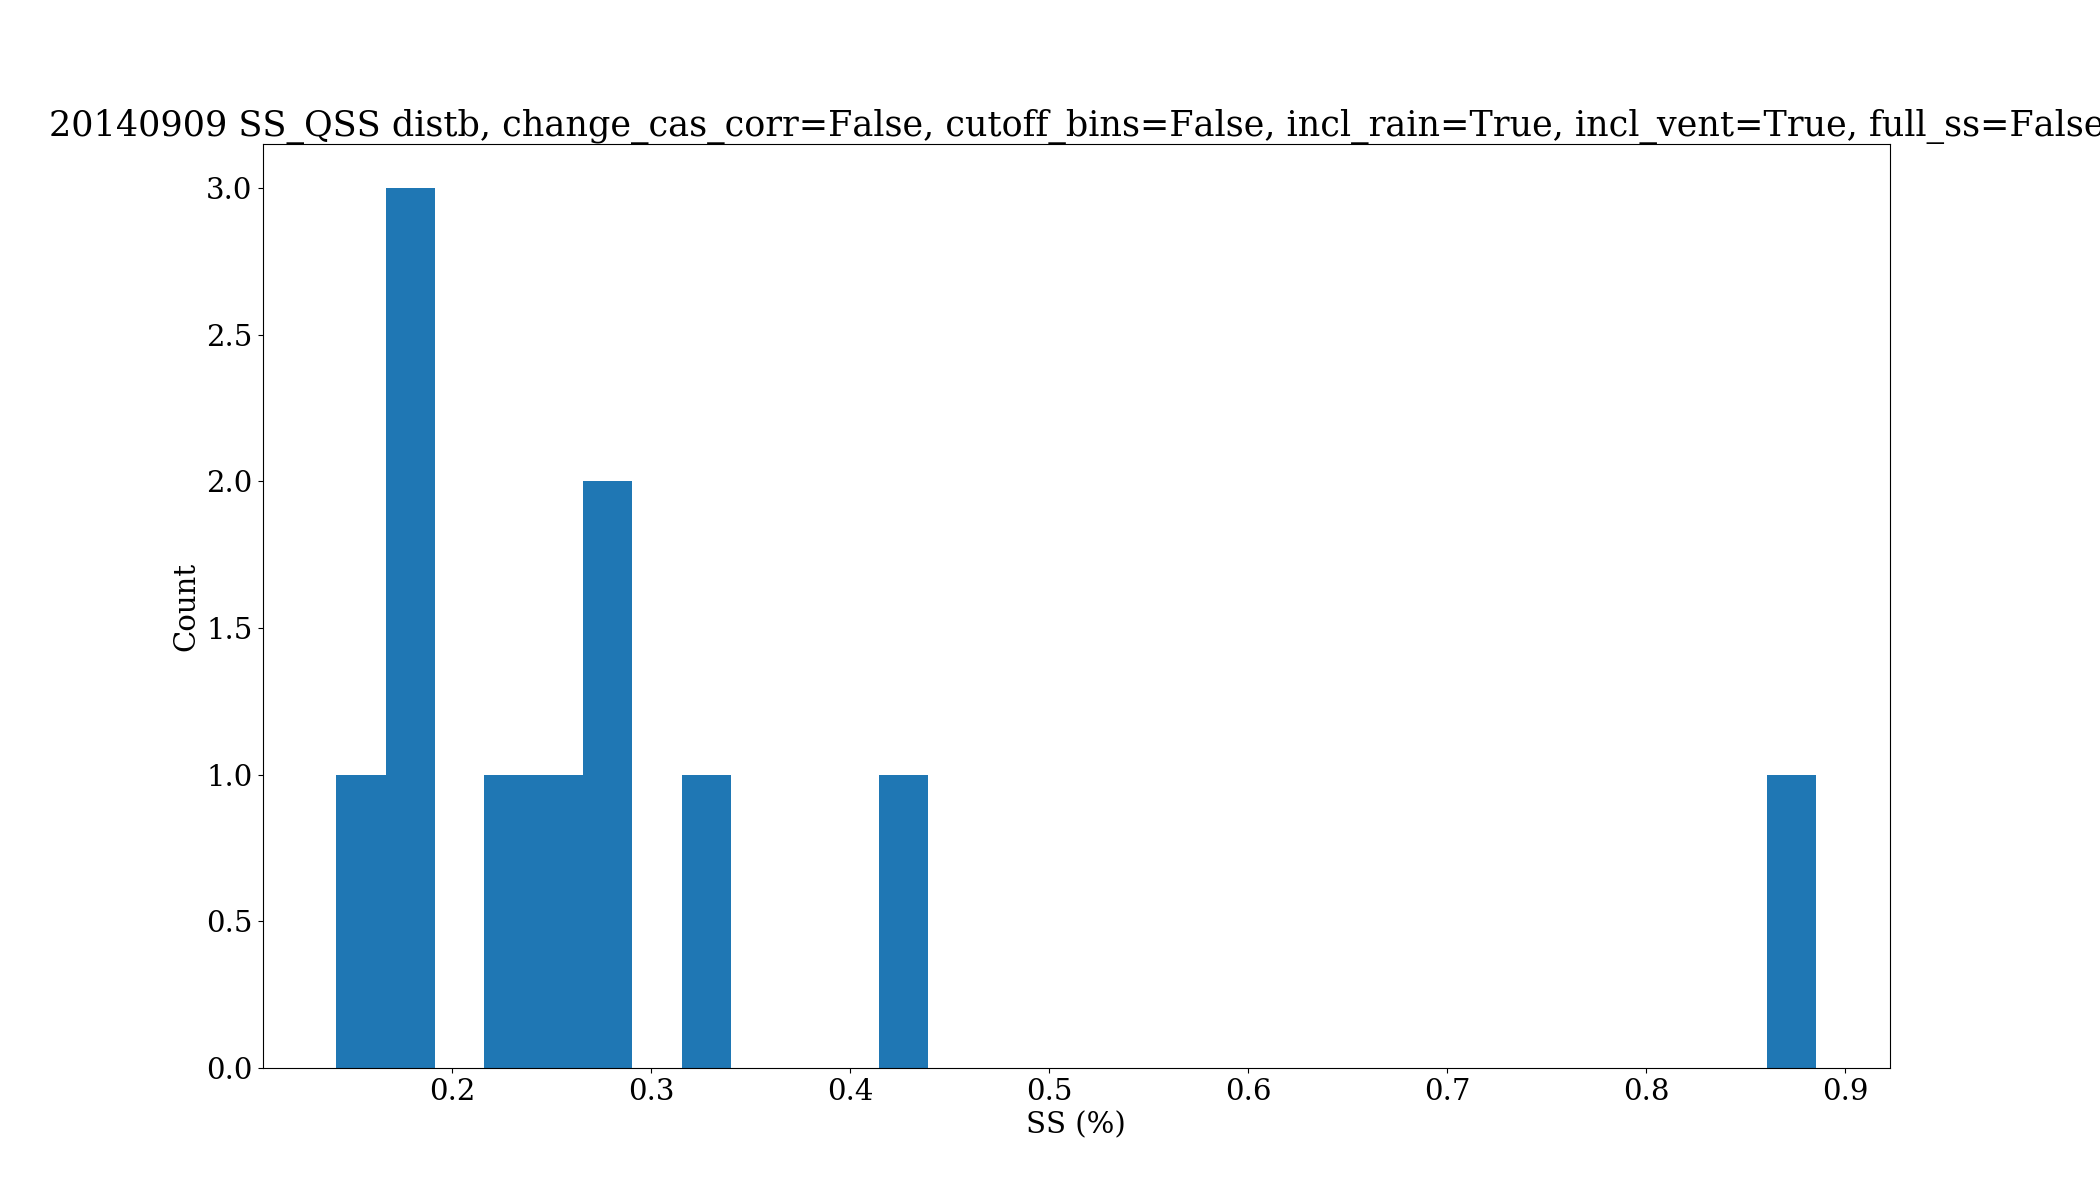 20140909 SS_QSS distb, change_cas_corr=False, cutoff_bins=False, incl_rain=True, incl_vent=True, full_ss=False
3.0
2.5
2.0
1.5
1.0
0.5
0.0
Count
0.2 0.3 0.4 0.5 0.6 0.7 0.8 0.9
SS (%)